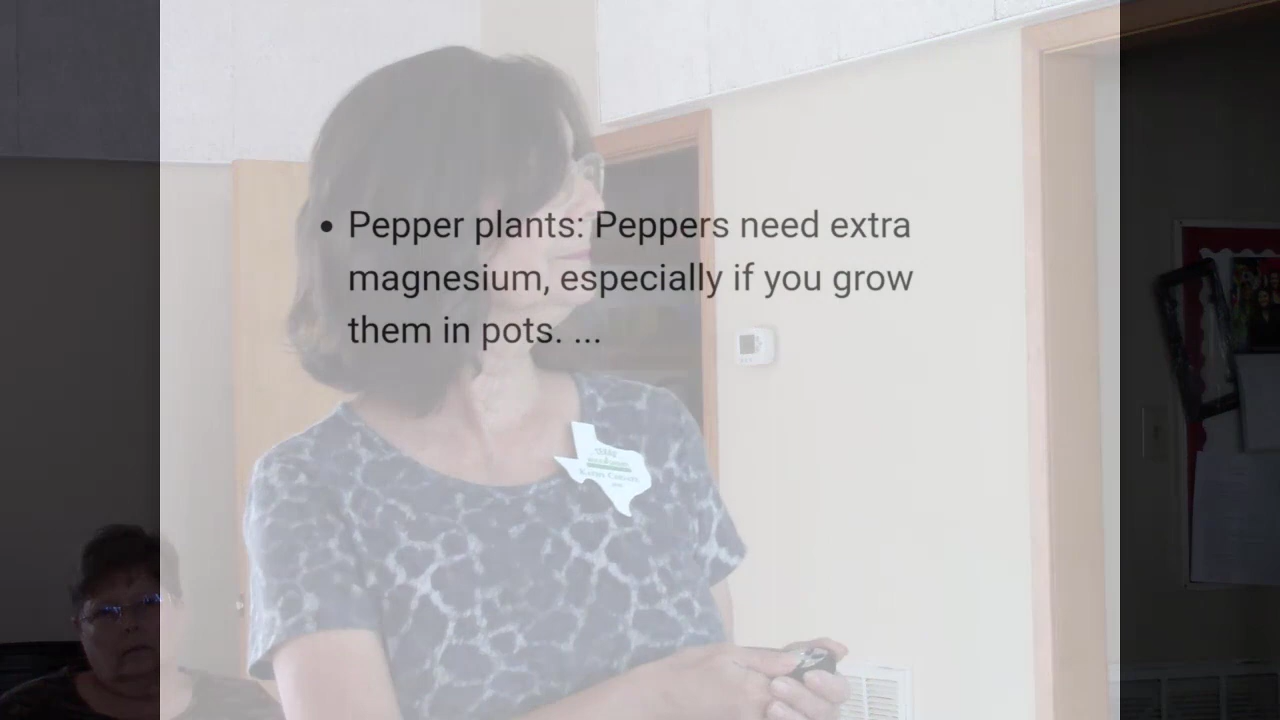 • Pepper plants: Peppers need extra
magnesium, especially if you grow
them in pots. ...